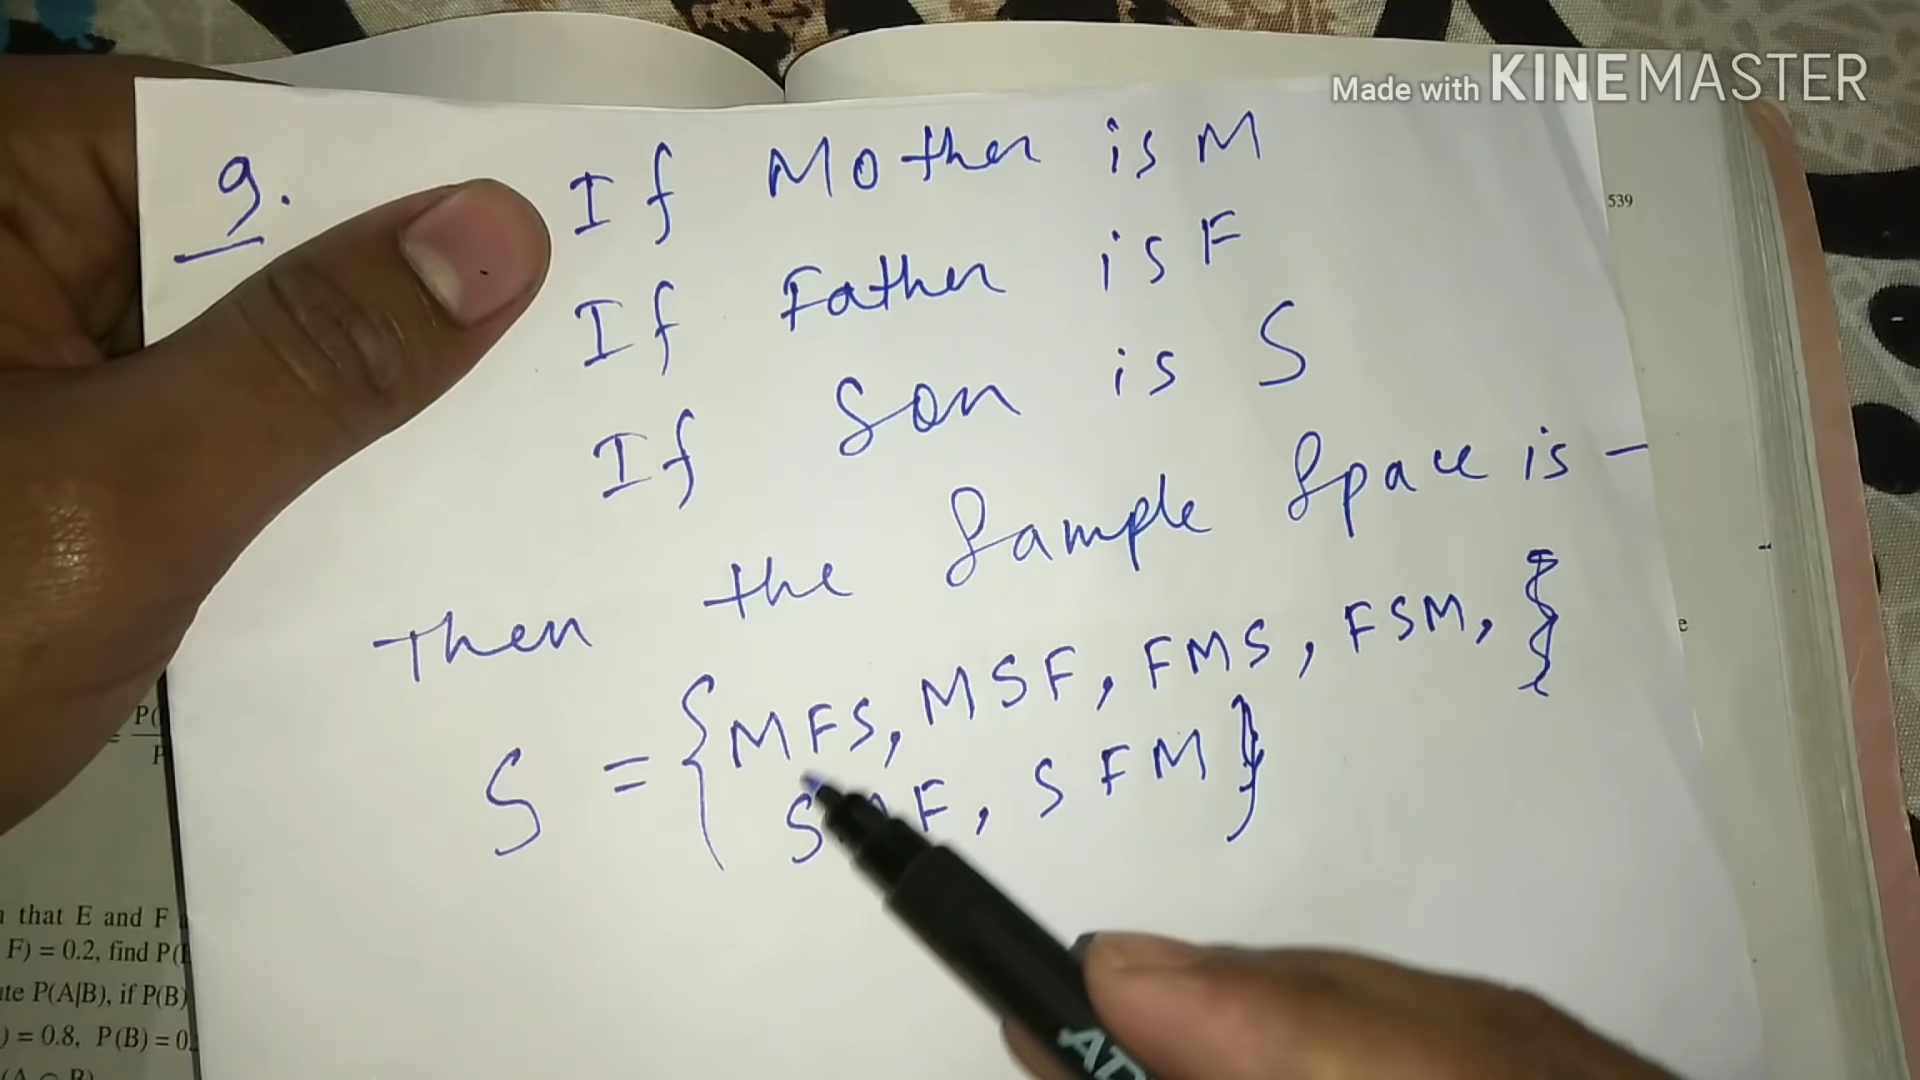 Made with KINEMASTER
9. If Mother is M
If Father is F
If Son is S
Then the Sample Space is -
S = { MFS, MSF, FMS, FSM, }
F, SFM }
539
e
P(
= P
that E and F
F) = 0.2, find P(
te P(A|B), if P(B)
) = 0.8, P(B) = 0.